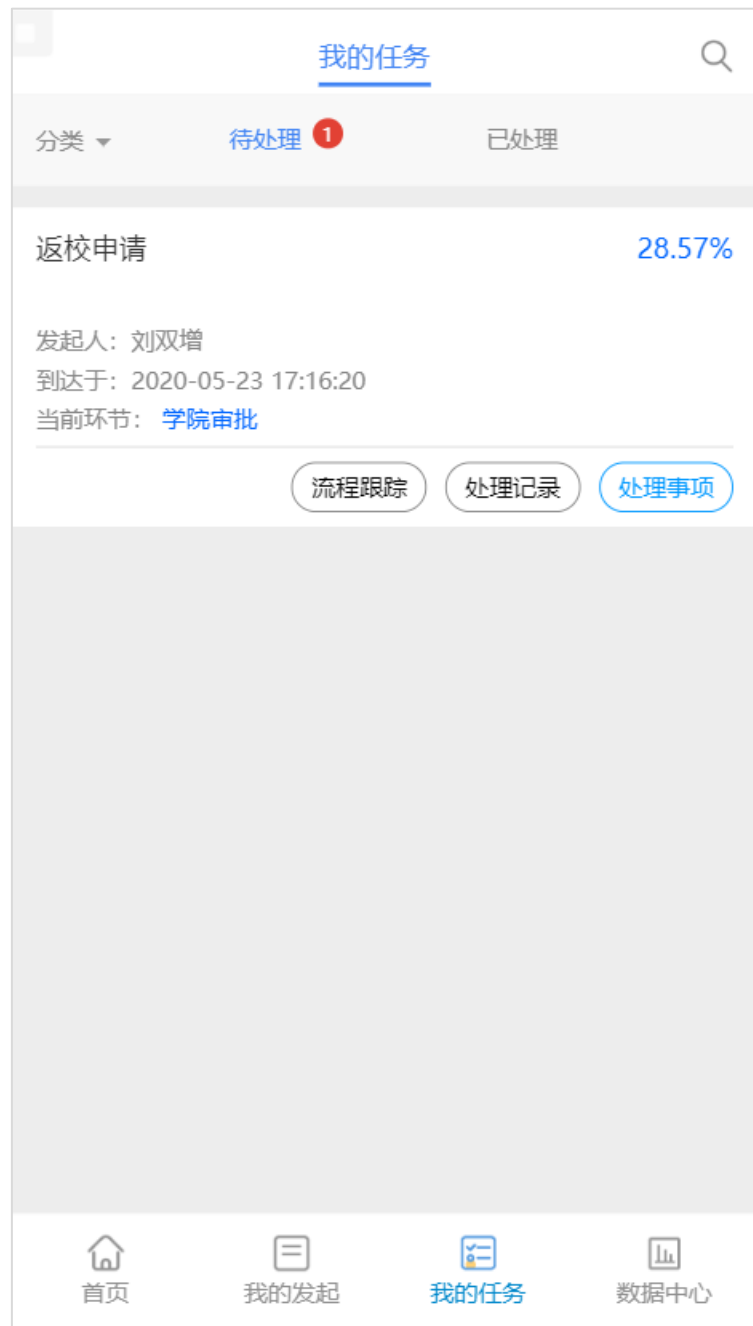 我的任务
分类 待处理 1 已处理
返校申请 28.57%
发起人：刘双增
到达于：2020-05-23 17:16:20
当前环节： 学院审批
流程跟踪 处理记录 处理事项
首页 我的发起 我的任务 数据中心